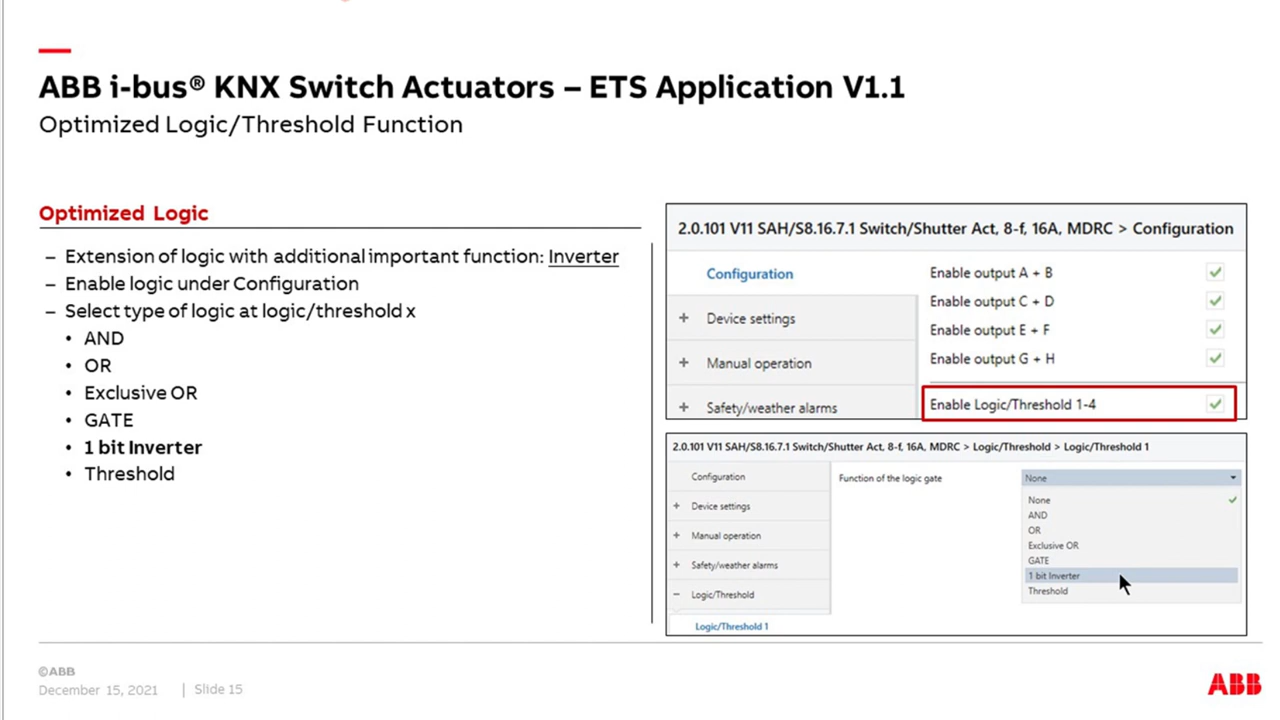 ABB i-bus® KNX Switch Actuators – ETS Application V1.1
Optimized Logic/Threshold Function
Optimized Logic
– Extension of logic with additional important function: Inverter
– Enable logic under Configuration
– Select type of logic at logic/threshold x
• AND
• OR
• Exclusive OR
• GATE
• 1 bit Inverter
• Threshold
2.0.101 V11 SAH/S8.16.7.1 Switch/Shutter Act, 8-f, 16A, MDRC > Configuration
Configuration
+ Device settings
+ Manual operation
+ Safety/weather alarms
Enable output A + B
Enable output C + D
Enable output E + F
Enable output G + H
Enable Logic/Threshold 1-4
2.0.101 V11 SAH/S8.16.7.1 Switch/Shutter Act, 8-f, 16A, MDRC > Logic/Threshold > Logic/Threshold 1
Configuration
+ Device settings
+ Manual operation
+ Safety/weather alarms
– Logic/Threshold
Logic/Threshold 1
Function of the logic gate
None
None
AND
OR
Exclusive OR
GATE
1 bit Inverter
Threshold
©ABB
December 15, 2021 | Slide 15
ABB